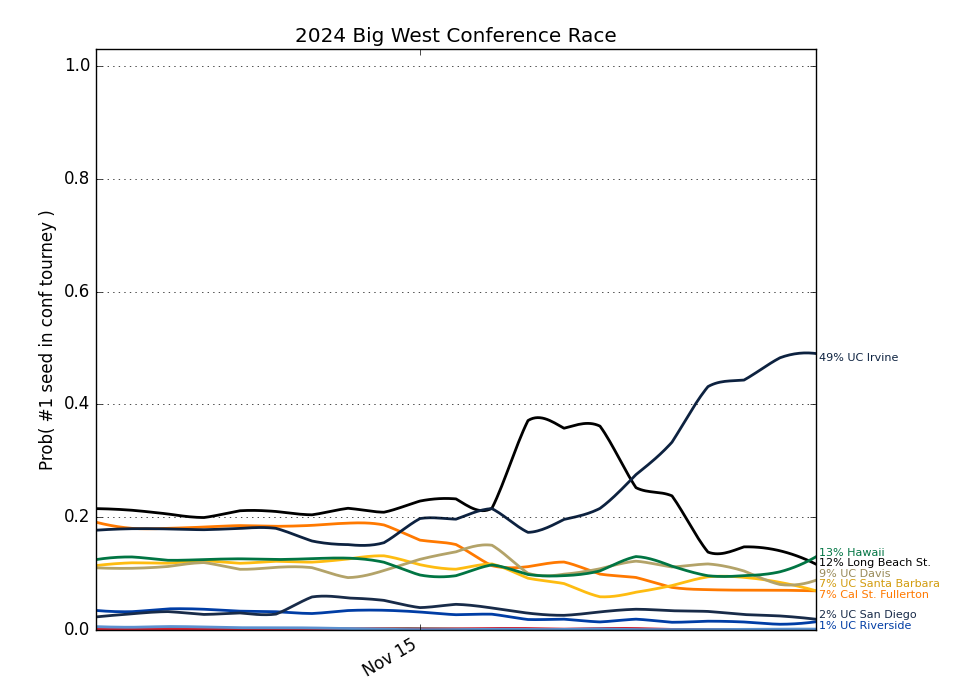 2024 Big West Conference Race
Prob( #1 seed in conf tourney )
1.0
0.8
0.6
0.4
0.2
0.0
Nov 15
49% UC Irvine
13% Hawaii
12% Long Beach St.
9% UC Davis
7% UC Santa Barbara
7% Cal St. Fullerton
2% UC San Diego
1% UC Riverside